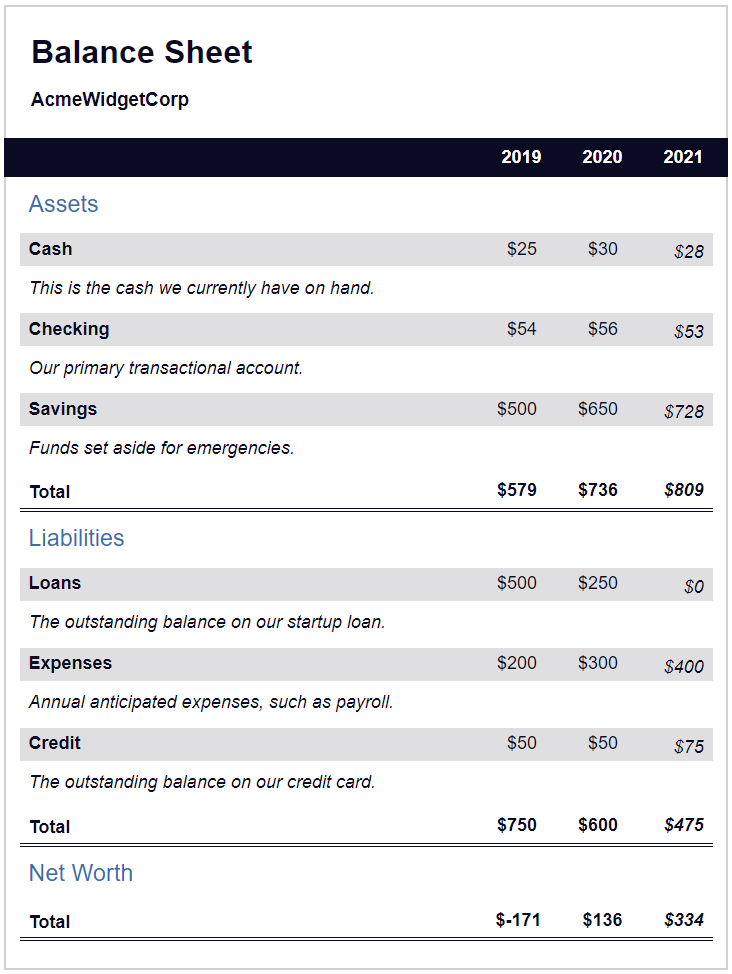 Balance Sheet
AcmeWidgetCorp
2019 2020 2021
Assets
Cash $25 $30 $28
This is the cash we currently have on hand.
Checking $54 $56 $53
Our primary transactional account.
Savings $500 $650 $728
Funds set aside for emergencies.
Total $579 $736 $809
Liabilities
Loans $500 $250 $0
The outstanding balance on our startup loan.
Expenses $200 $300 $400
Annual anticipated expenses, such as payroll.
Credit $50 $50 $75
The outstanding balance on our credit card.
Total $750 $600 $475
Net Worth
Total $-171 $136 $334